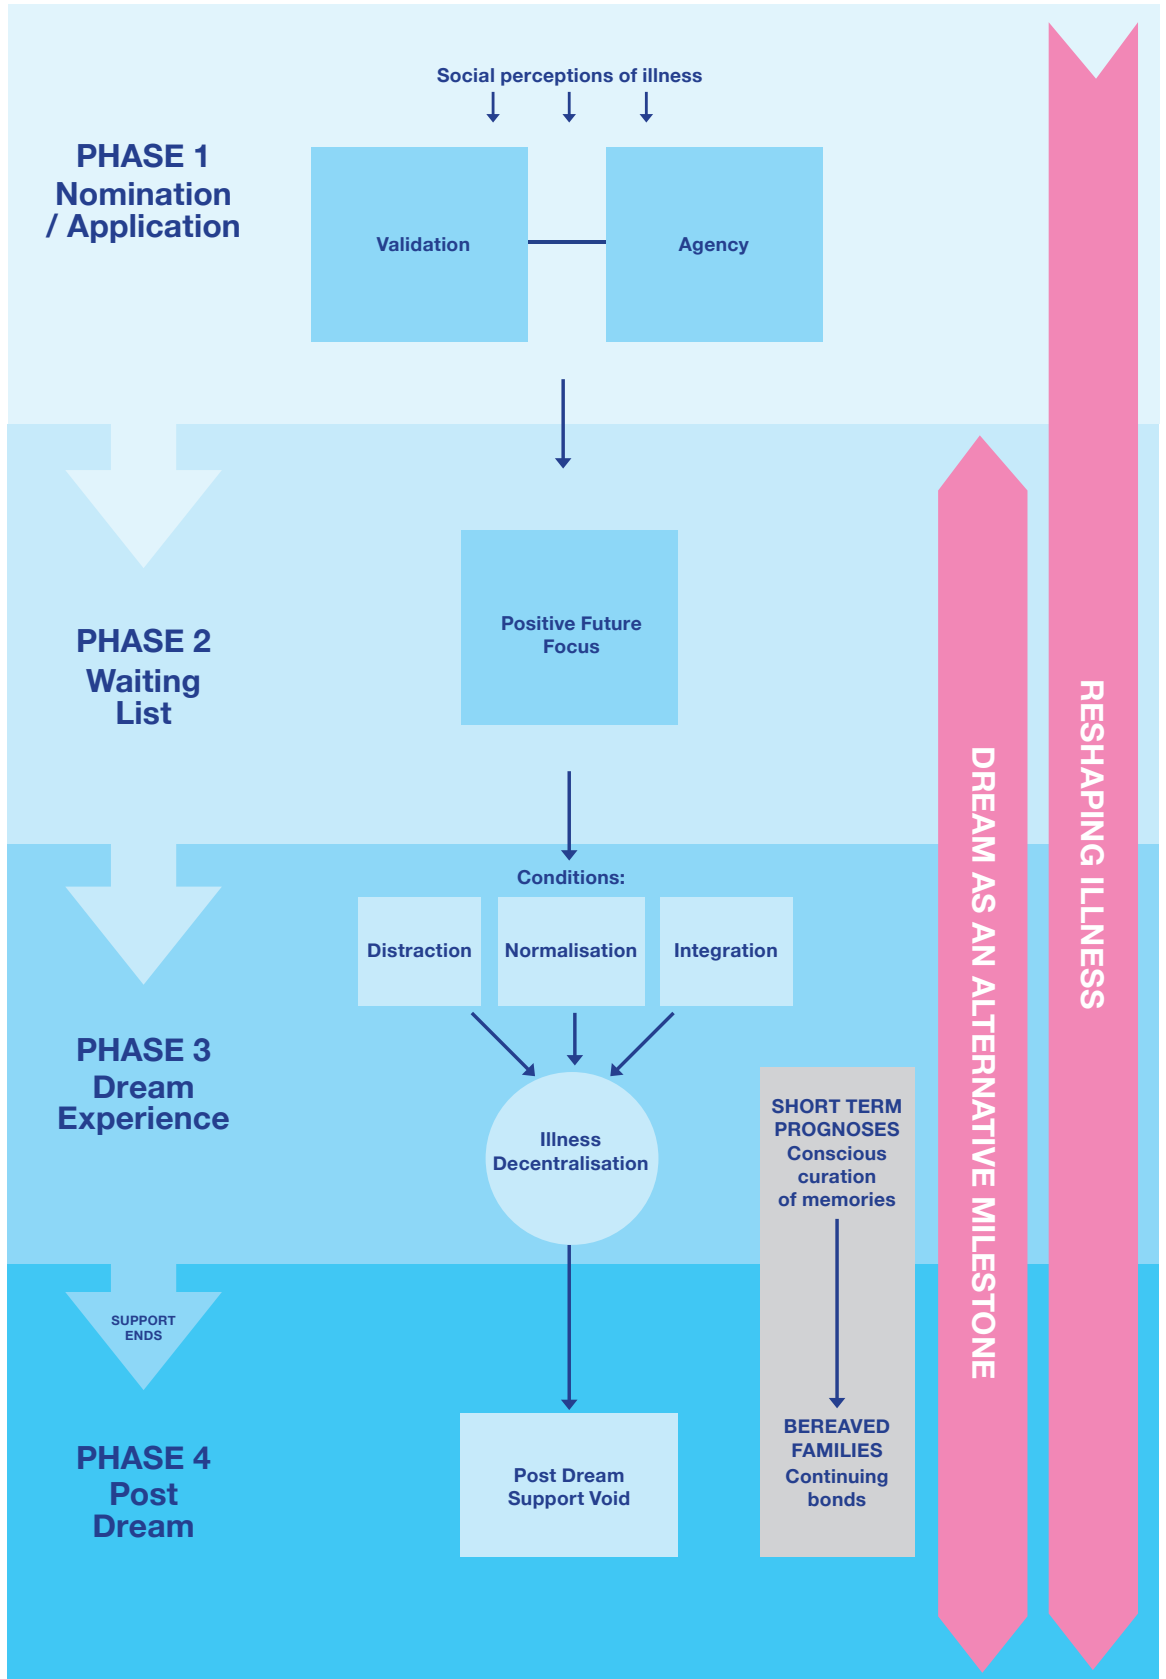 Social perceptions of illness
PHASE 1
Nomination
/ Application
Validation
Agency
PHASE 2
Waiting
List
Positive Future
Focus
Conditions:
Distraction
Normalisation
Integration
PHASE 3
Dream
Experience
Illness
Decentralisation
SHORT TERM
PROGNOSES
Conscious
curation
of memories
SUPPORT
ENDS
PHASE 4
Post
Dream
Post Dream
Support Void
BEREAVED
FAMILIES
Continuing
bonds
DREAM AS AN ALTERNATIVE MILESTONE
RESHAPING ILLNESS